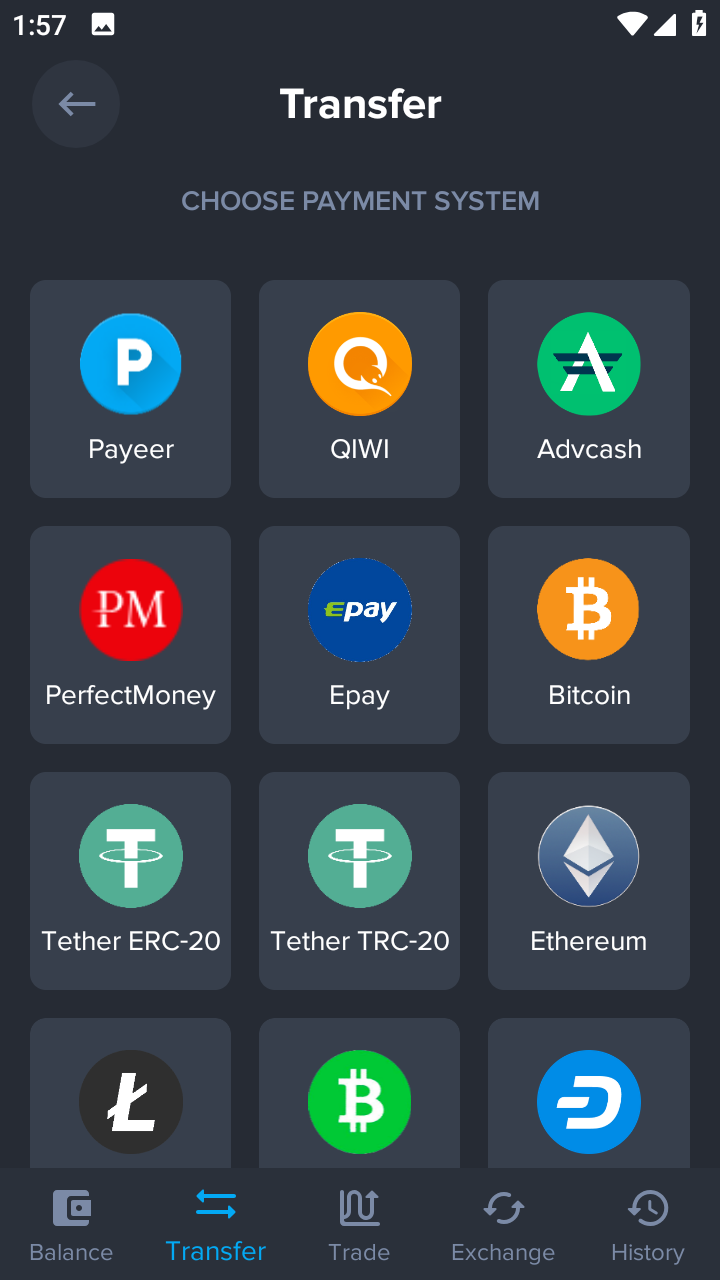 1:57
Transfer
CHOOSE PAYMENT SYSTEM
P
Payeer
QIWI
Advcash
PM
PerfectMoney
Epay
Epay
Bitcoin
Tether ERC-20
Tether TRC-20
Ethereum
Balance
Transfer
Trade
Exchange
History